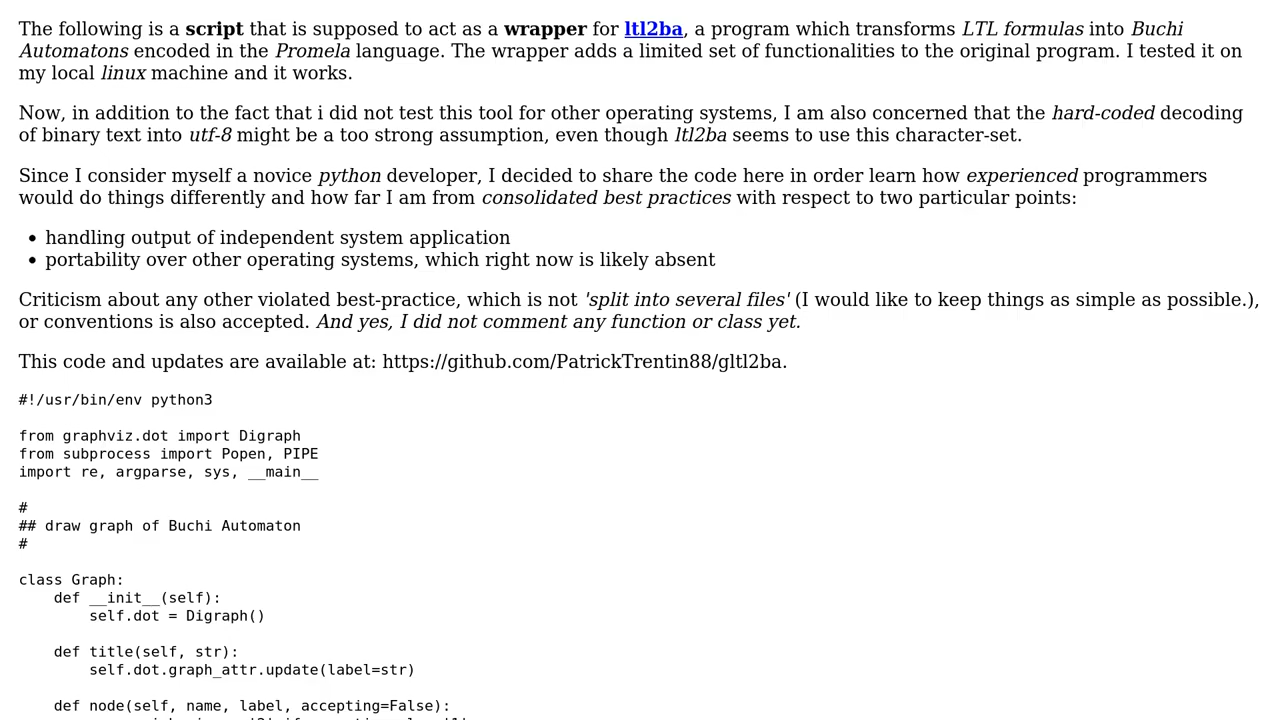 The following is a script that is supposed to act as a wrapper for ltl2ba, a program which transforms LTL formulas into Buchi
Automatons encoded in the Promela language. The wrapper adds a limited set of functionalities to the original program. I tested it on
my local linux machine and it works.
Now, in addition to the fact that i did not test this tool for other operating systems, I am also concerned that the hard-coded decoding
of binary text into utf-8 might be a too strong assumption, even though ltl2ba seems to use this character-set.
Since I consider myself a novice python developer, I decided to share the code here in order learn how experienced programmers
would do things differently and how far I am from consolidated best practices with respect to two particular points:
• handling output of independent system application
• portability over other operating systems, which right now is likely absent
Criticism about any other violated best-practice, which is not 'split into several files' (I would like to keep things as simple as possible.),
or conventions is also accepted. And yes, I did not comment any function or class yet.
This code and updates are available at: https://github.com/PatrickTrentin88/gltl2ba.
#!/usr/bin/env python3
from graphviz.dot import Digraph
from subprocess import Popen, PIPE
import re, argparse, sys, __main__
#
## draw graph of Buchi Automaton
#
class Graph:
    def __init__(self):
        self.dot = Digraph()
    def title(self, str):
        self.dot.graph_attr.update(label=str)
    def node(self, name, label, accepting=False):